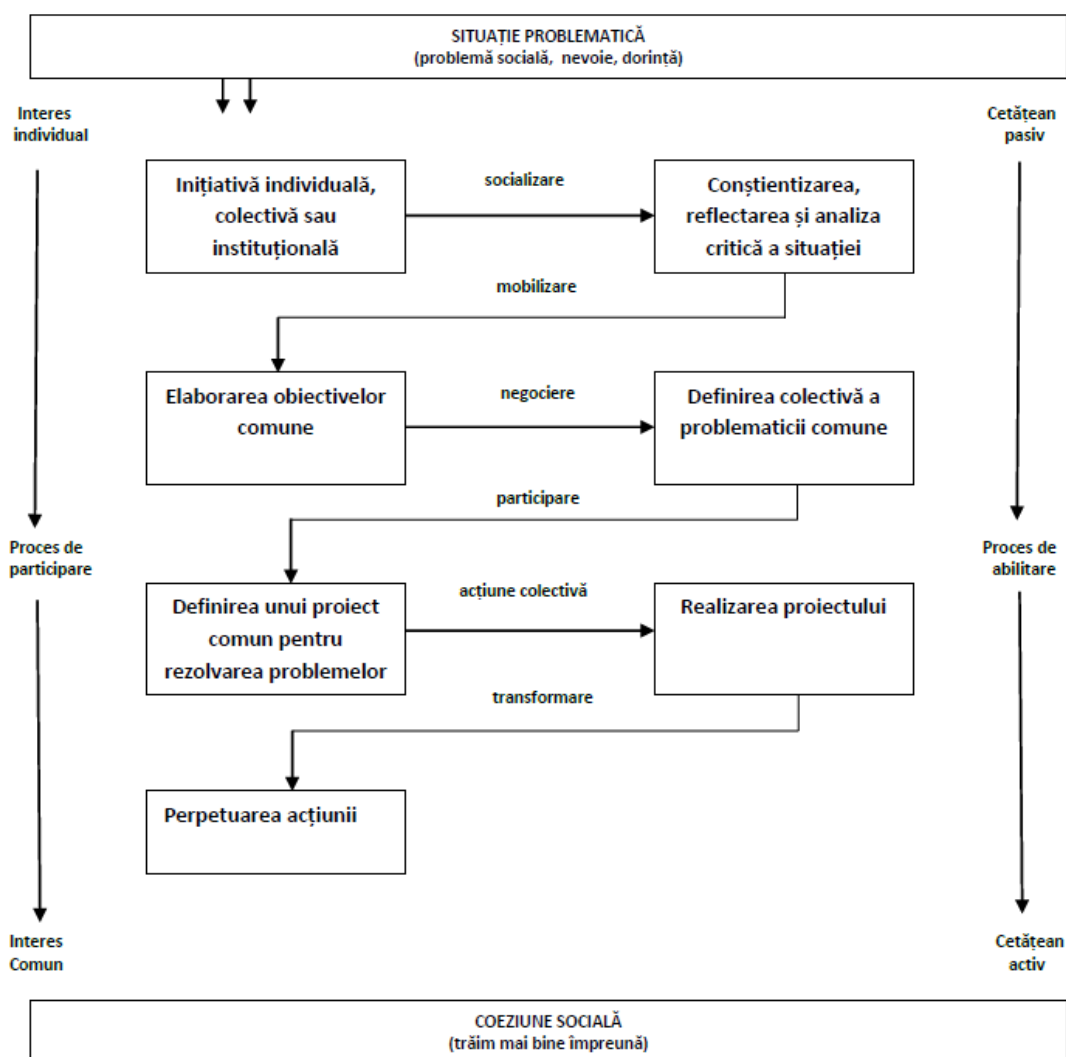 SITUAȚIE PROBLEMATICĂ
(problemă socială, nevoie, dorință)
Interes
individual
Cetățean
pasiv
Inițiativă individuală,
colectivă sau
instituțională
socializare
Conștientizarea,
reflectarea și analiza
critică a situației
mobilizare
Elaborarea obiectivelor
comune
negociere
Definirea colectivă a
problematicii comune
participare
Proces de
participare
Proces de
abilitare
Definirea unui proiect
comun pentru
rezolvarea problemelor
acțiune colectivă
Realizarea proiectului
transformare
Perpetuarea acțiunii
Interes
Comun
Cetățean
activ
COEZIUNE SOCIALĂ
(trăim mai bine împreună)